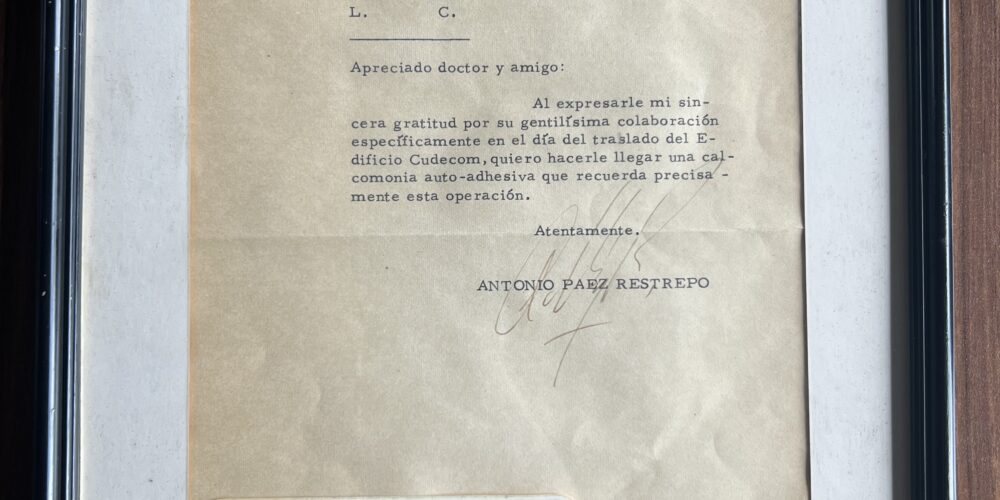 L. C.
Apreciado doctor y amigo:
Al expresarle mi sin-
cera gratitud por su gentilísima colaboración
específicamente en el día del traslado del E-
dificio Cudecom, quiero hacerle llegar una cal-
comonia auto-adhesiva que recuerda precisa -
mente esta operación.
Atentamente.
ANTONIO PAEZ RESTREPO